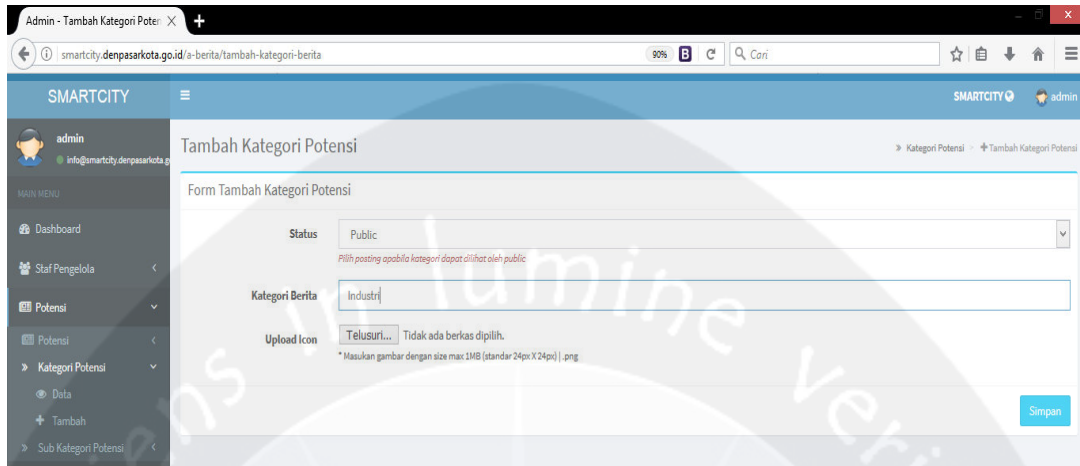 Admin - Tambah Kategori Poten
smartcity.denpasarkota.go.id/a-berita/tambah-kategori-berita 90% B Cari
SMARTCITY SMARTCITY admin
admin
info@smartcity.denpasarkota.g
Tambah Kategori Potensi » Kategori Potensi > + Tambah Kategori Potensi
MAIN MENU
Form Tambah Kategori Potensi
Dashboard
Status Public
Pilih posting apabila kategori dapat dilihat oleh public
Staf Pengelola
Kategori Berita Industri
Potensi
Upload Icon Telusuri... Tidak ada berkas dipilih.
* Masukan gambar dengan size max 1MB (standar 24px X 24px) | .png
Potensi
» Kategori Potensi
Data
+ Tambah
Simpan
» Sub Kategori Potensi
ens in lumine veri